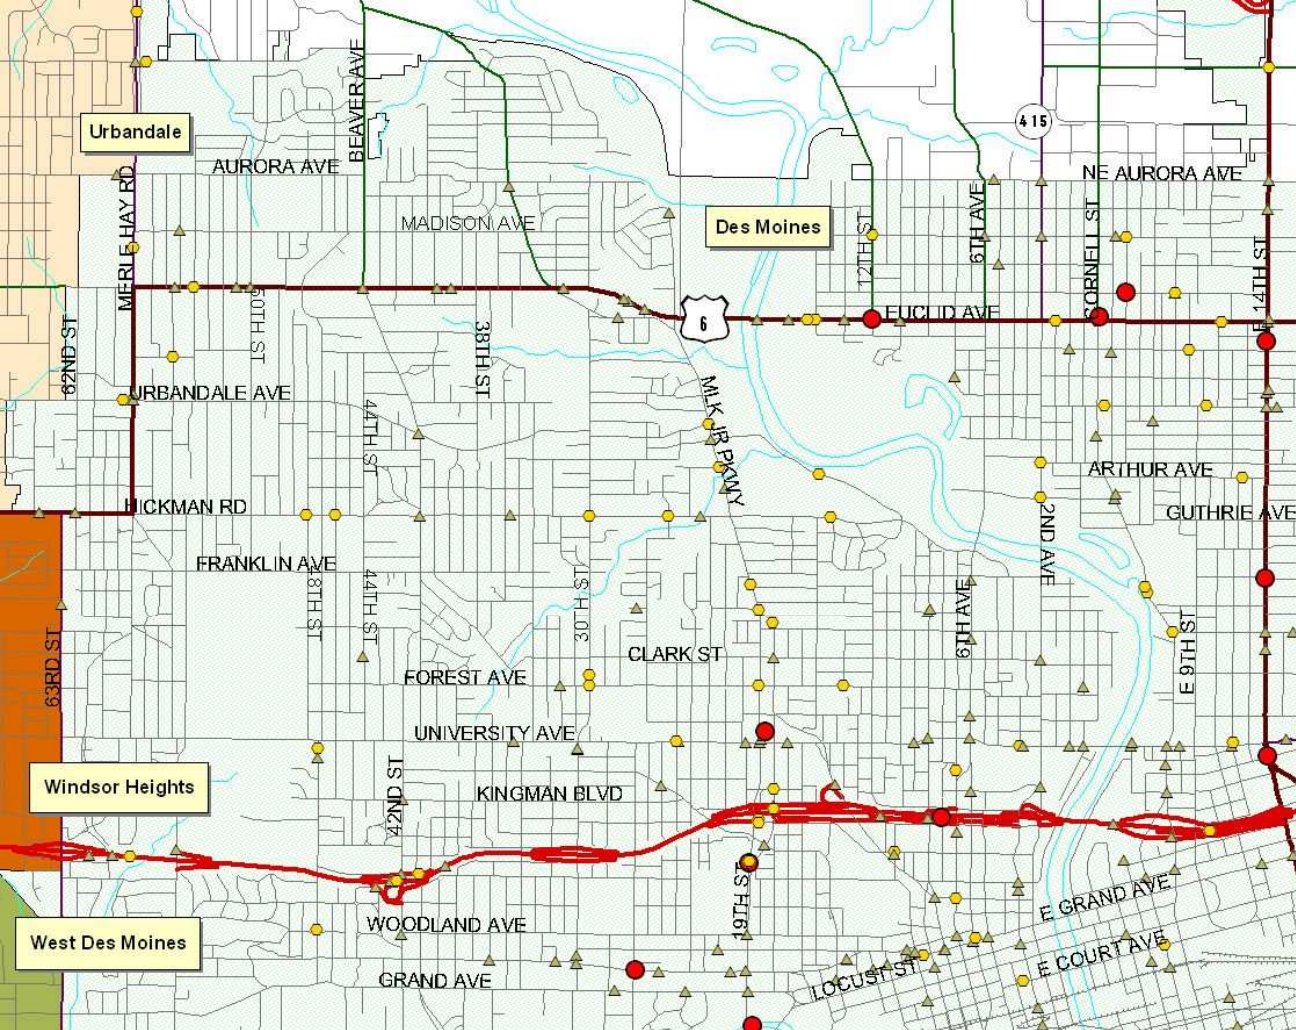 BEAVER AVE
415
Urbandale
AURORA AVE
NE AURORA AVE
MERLE HAY RD
MADISON AVE
Des Moines
12TH ST
6TH AVE
CORNELL ST
E 14TH ST
EUCLID AVE
6
50TH ST
62ND ST
38TH ST
URBANDALE AVE
MLK JR PKWY
44TH ST
ARTHUR AVE
HICKMAN RD
GUTHRIE AVE
2ND AVE
FRANKLIN AVE
48TH ST
44TH ST
30TH ST
6TH AVE
63RD ST
CLARK ST
E 9TH ST
FOREST AVE
UNIVERSITY AVE
Windsor Heights
42ND ST
KINGMAN BLVD
19TH ST
E GRAND AVE
WOODLAND AVE
West Des Moines
E COURT AVE
GRAND AVE
LOCUST ST